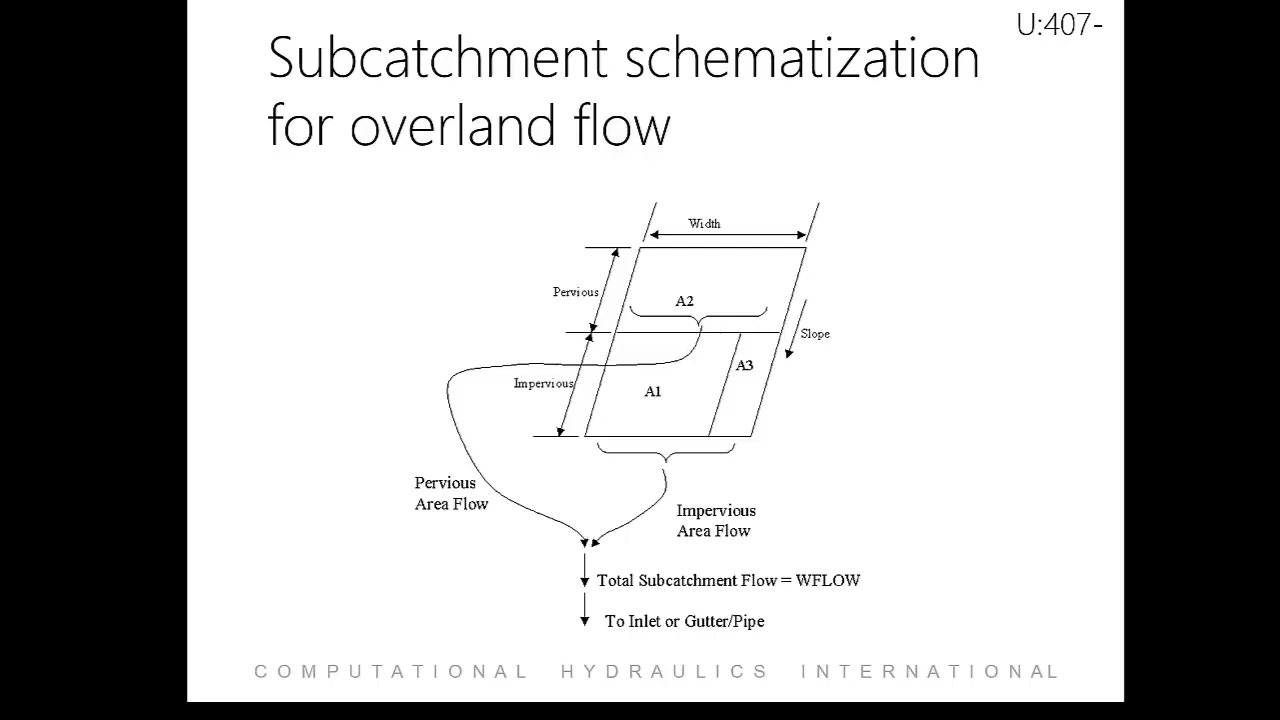 U:407-
Subcatchment schematization
for overland flow
Width
Pervious
A2
Slope
A3
Impervious
A1
Pervious
Area Flow
Impervious
Area Flow
Total Subcatchment Flow = WFLOW
To Inlet or Gutter/Pipe
COMPUTATIONAL HYDRAULICS INTERNATIONAL